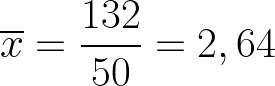 x̅ = 132/50 = 2,64